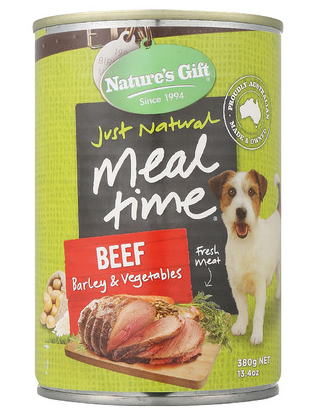 Nature's Gift
Since 1994
PROUDLY AUSTRALIAN
MADE & OWNED
Just Natural
Meal
time
BEEF
Barley & Vegetables
Fresh
meat
380g NET
13.4oz